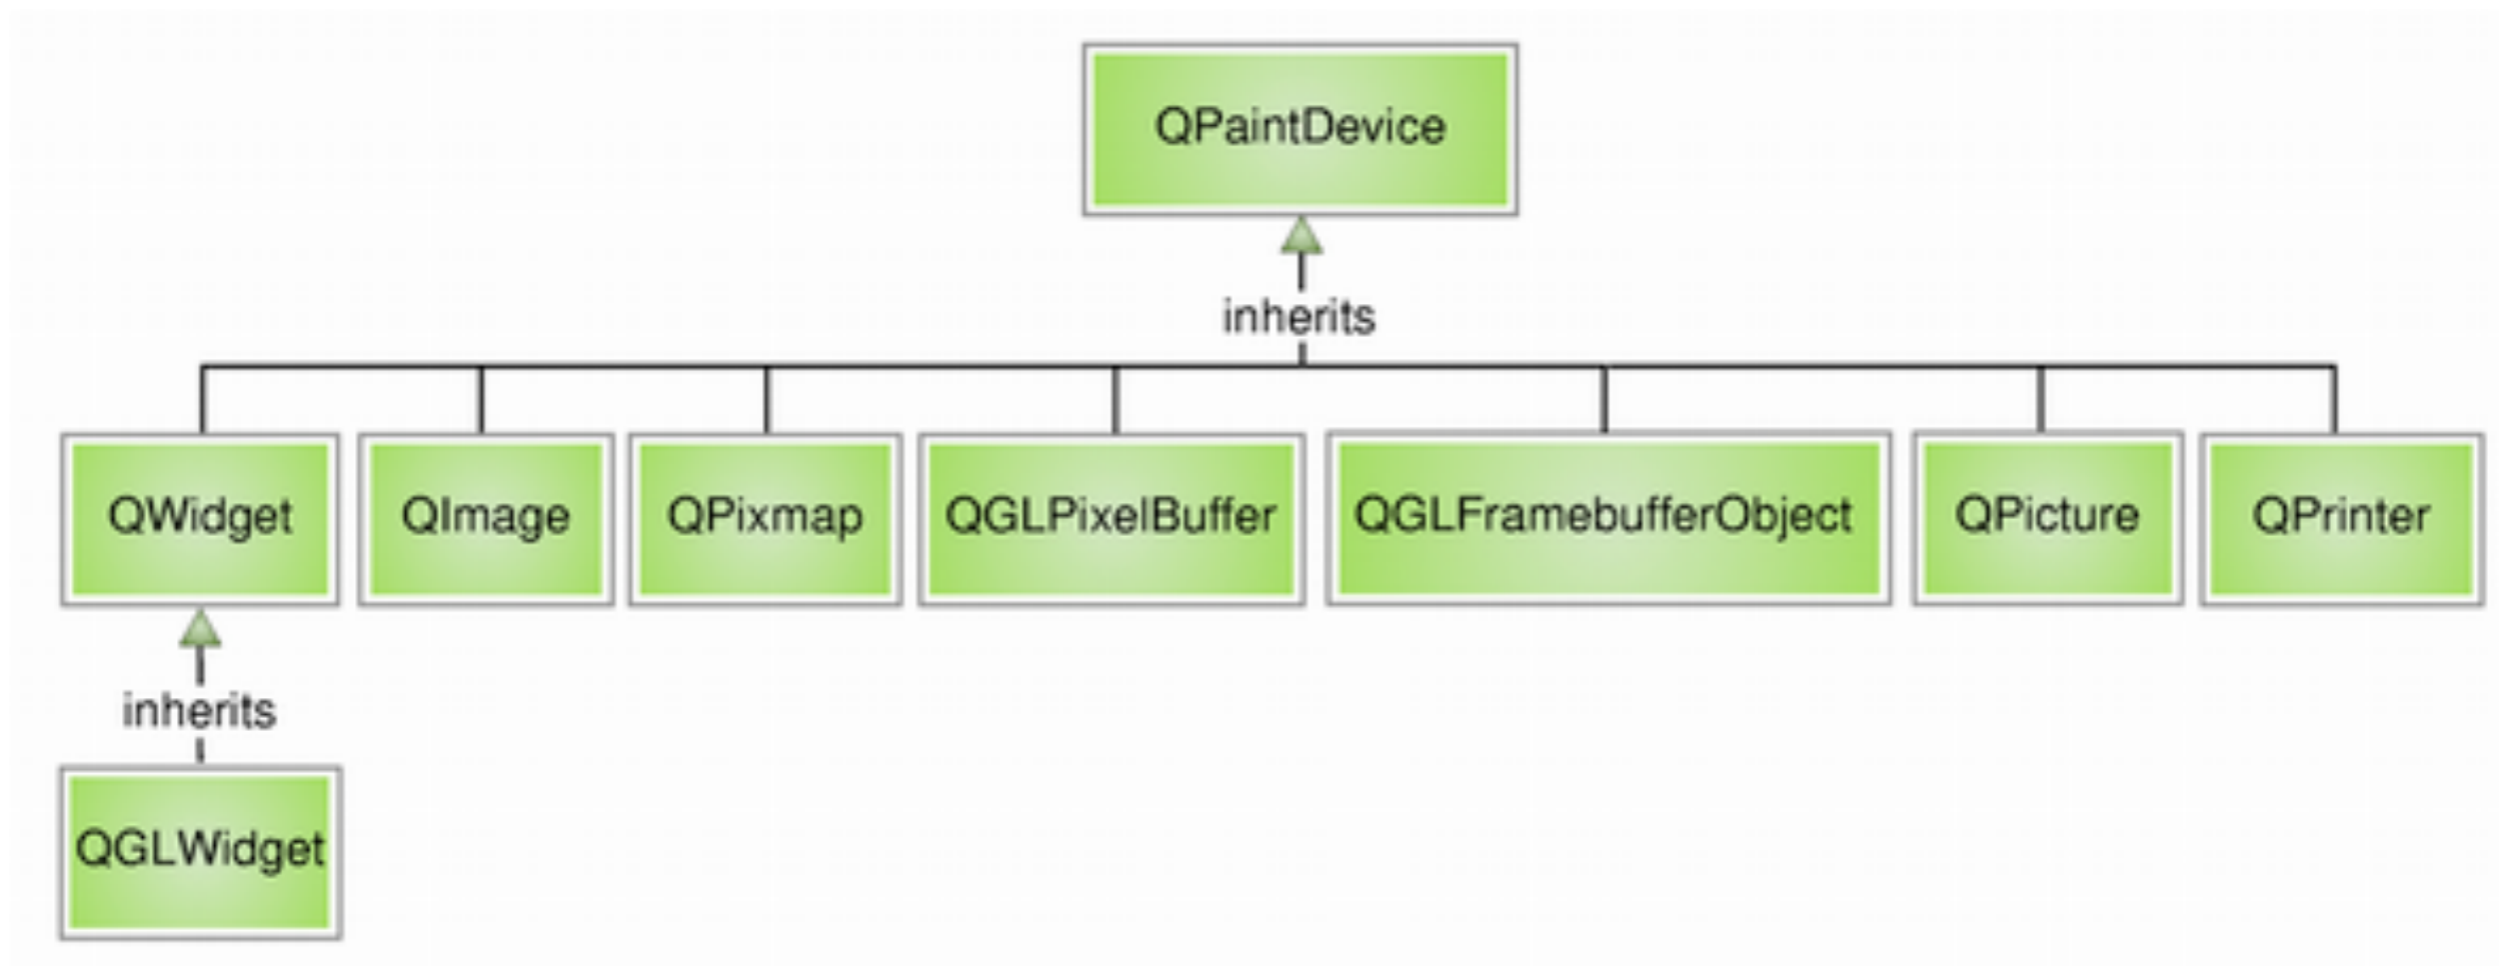 QPaintDevice
inherits
QWidget
QImage
QPixmap
QGLPixelBuffer
QGLFramebufferObject
QPicture
QPrinter
inherits
QGLWidget